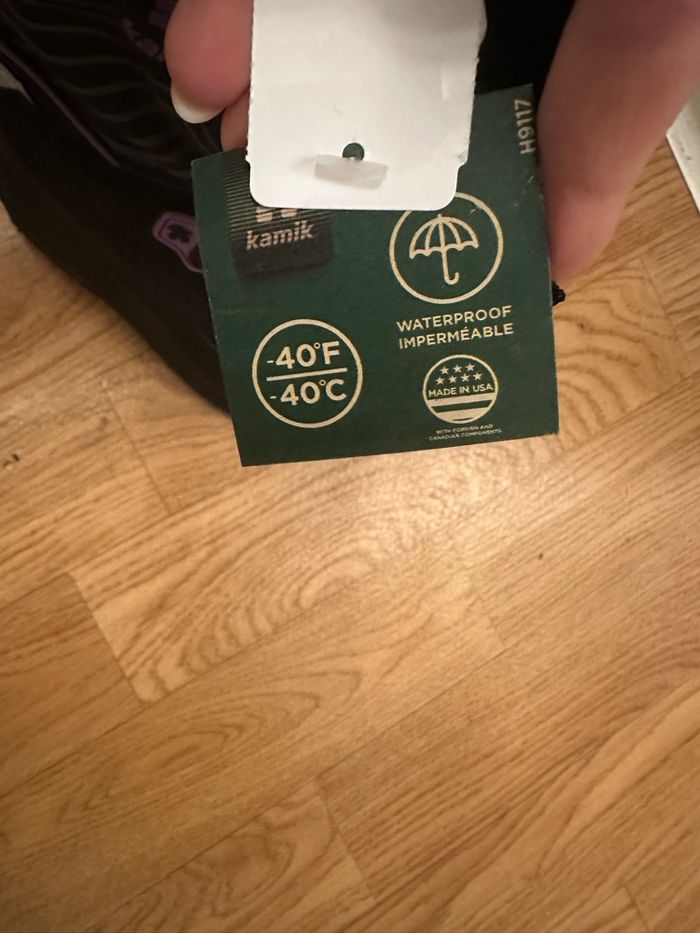 H9117
kamik
WATERPROOF
IMPERMÉABLE
-40°F
-40°C
MADE IN USA
WITH FOREIGN AND
CANADIAN COMPONENTS